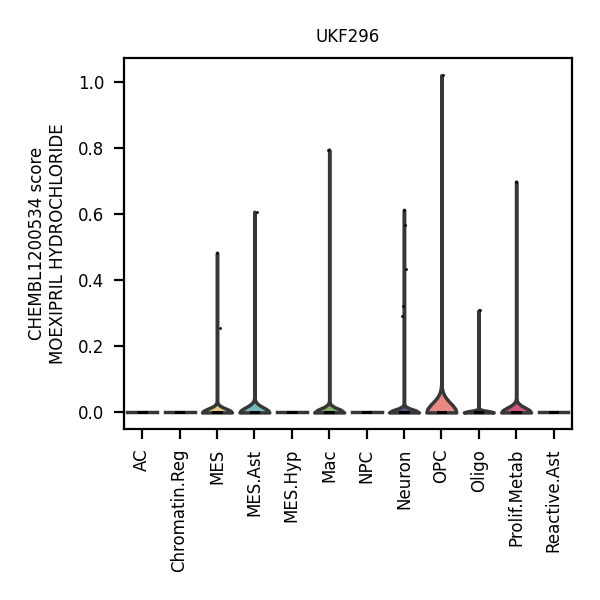 UKF296
CHEMBL1200534 score
MOEXIPRIL HYDROCHLORIDE
1.0
0.8
0.6
0.4
0.2
0.0
AC
Chromatin.Reg
MES
MES.Ast
MES.Hyp
Mac
NPC
Neuron
OPC
Oligo
Prolif.Metab
Reactive.Ast